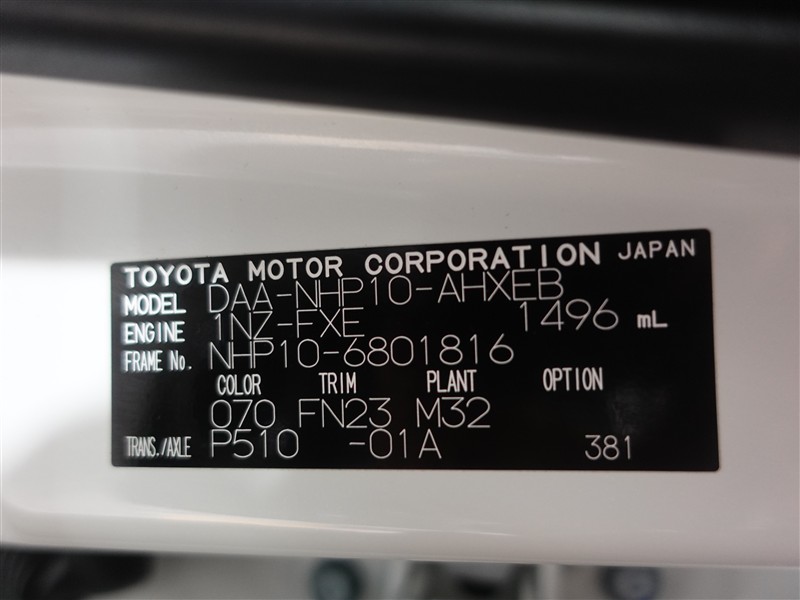 TOYOTA MOTOR CORPORATION JAPAN
MODEL DAA-NHP10-AHXEB
ENGINE 1NZ-FXE 1496 mL
FRAME No. NHP10-6801816
COLOR TRIM PLANT OPTION
070 FN23 M32
TRANS./AXLE P510 -01A 381